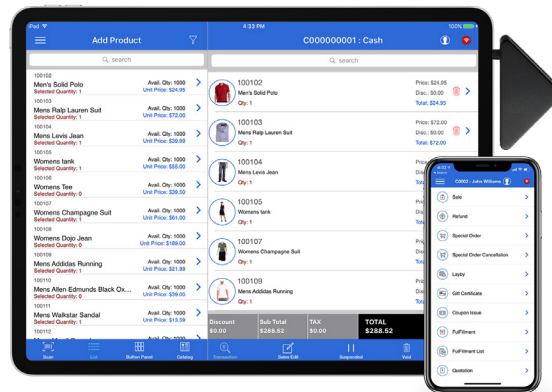 iPad
4:33 PM
100%
Add Product
C000000001 : Cash
search
search
100102
Men's Solid Polo
Avail. Qty: 1000
Selected Quantity: 1
Unit Price: $24.95
100103
Mens Ralp Lauren Suit
Avail. Qty: 1000
Selected Quantity: 1
Unit Price: $72.00
100104
Mens Levis Jean
Avail. Qty: 1000
Selected Quantity: 1
Unit Price: $39.99
100105
Womens tank
Avail. Qty: 1000
Selected Quantity: 1
Unit Price: $55.00
100106
Womens Tee
Avail. Qty: 1000
Selected Quantity: 0
Unit Price: $39.50
100107
Womens Champagne Suit
Avail. Qty: 1000
Selected Quantity: 1
Unit Price: $61.00
100108
Womens Dojo Jean
Avail. Qty: 1000
Selected Quantity: 0
Unit Price: $189.00
100109
Mens Addidas Running
Avail. Qty: 1000
Selected Quantity: 1
100110
Mens Allen Edmunds Black Ox...
Avail. Qty: 1000
Selected Quantity: 0
Unit Price: $39.00
100111
Mens Walkstar Sandal
Avail. Qty: 1000
Selected Quantity: 1
Unit Price: $13.59
100112
Avail. Qty: 1000
Scan
List
Button Panel
Catalog
100102
Men's Solid Polo
Qty: 1
Price: $24.95
Disc.: $0.00
Total: $24.95
100103
Mens Ralp Lauren Suit
Qty: 1
Price: $72.00
Disc.: $0.00
Total: $72.00
100104
Mens Levis Jean
Qty: 1
100105
Womens tank
Qty: 1
100107
Womens Champagne Suit
Qty: 1
100109
Mens Addidas Running
Qty: 1
Discount
Sub Total
TAX
TOTAL
$0.00
$288.52
$0.00
$288.52
Transaction
Sales Edit
Suspended
Void
C0002 : John Williams
Sale
Refund
Special Order
Special Order Cancellation
Layby
Gift Certificate
Coupon Issue
FulFillment
FulFillment List
Quotation